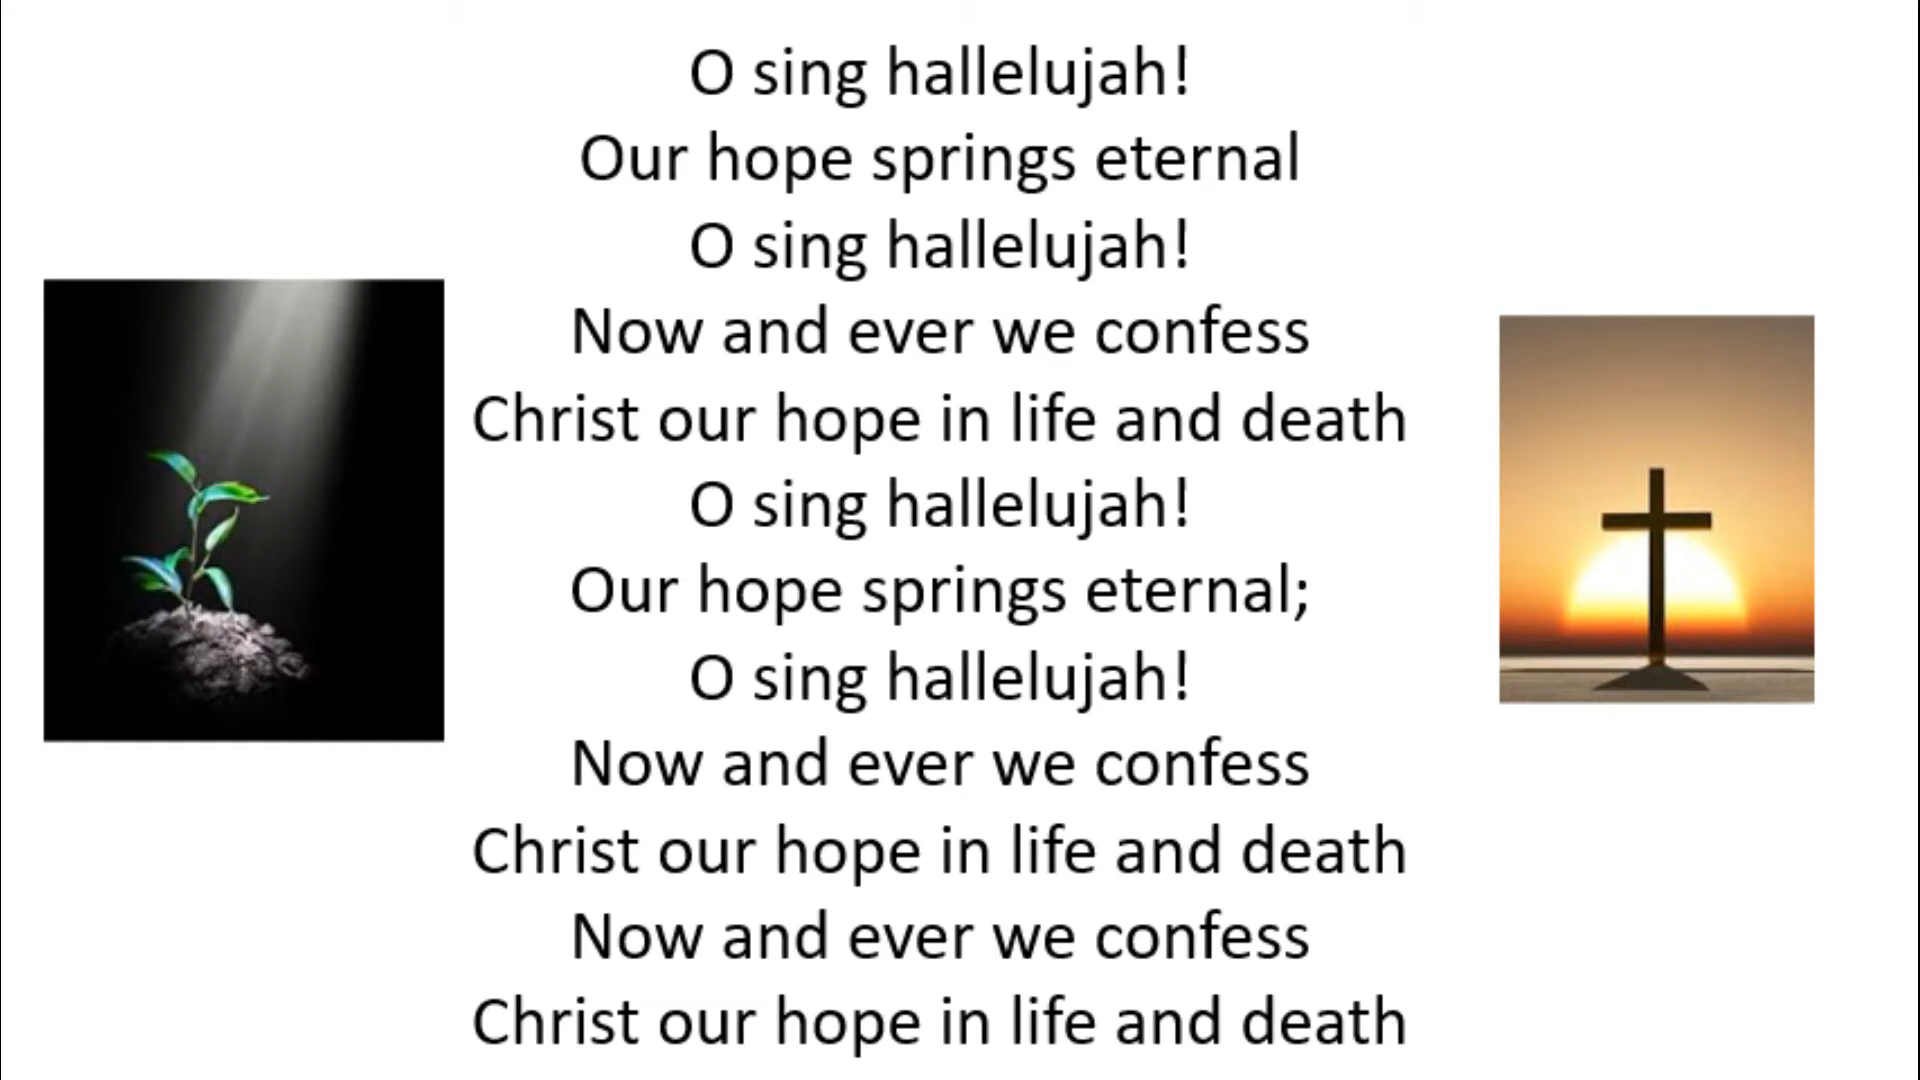 O sing hallelujah!
Our hope springs eternal
O sing hallelujah!
Now and ever we confess
Christ our hope in life and death
O sing hallelujah!
Our hope springs eternal;
O sing hallelujah!
Now and ever we confess
Christ our hope in life and death
Now and ever we confess
Christ our hope in life and death